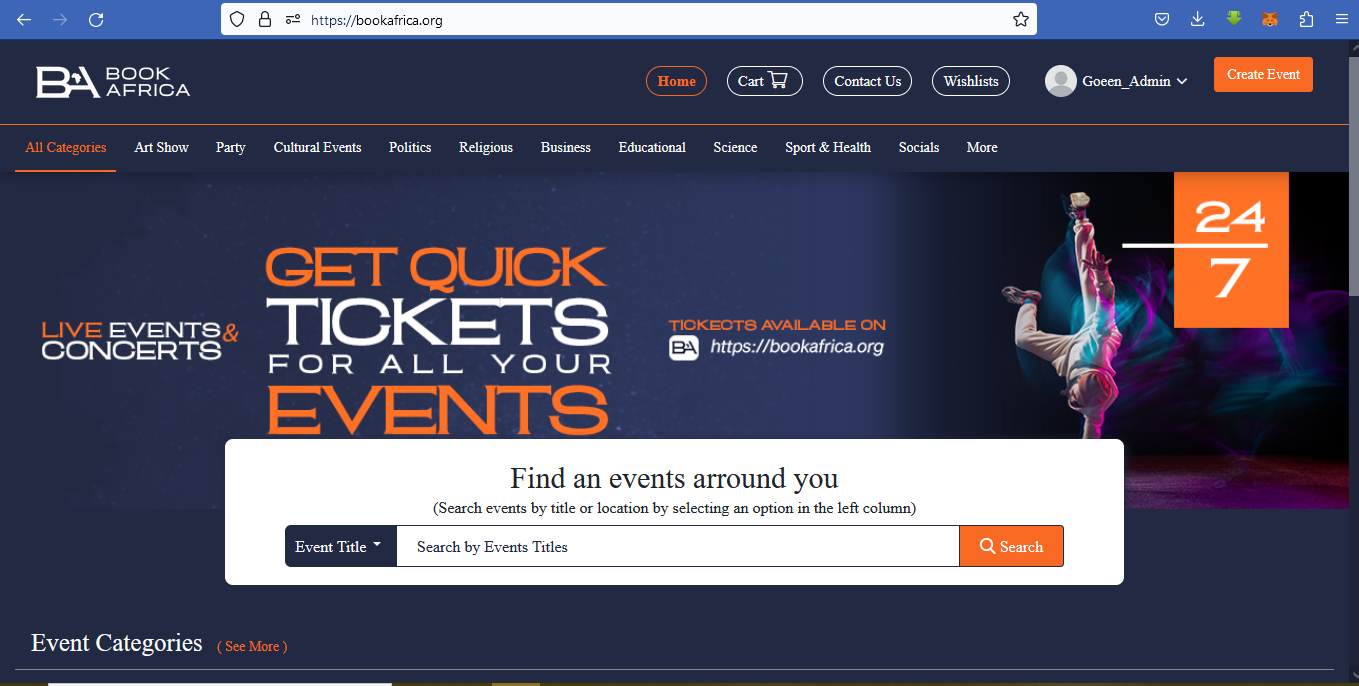 https://bookafrica.org
BA BOOK
AFRICA
Home
Cart
Contact Us
Wishlists
Goeen_Admin
Create Event
All Categories
Art Show
Party
Cultural Events
Politics
Religious
Business
Educational
Science
Sport & Health
Socials
More
LIVE EVENTS &
CONCERTS
GET QUICK
TICKETS
FOR ALL YOUR
EVENTS
TICKECTS AVAILABLE ON
BA https://bookafrica.org
24
7
Find an events arround you
(Search events by title or location by selecting an option in the left column)
Event Title
Search by Events Titles
Search
Event Categories ( See More )